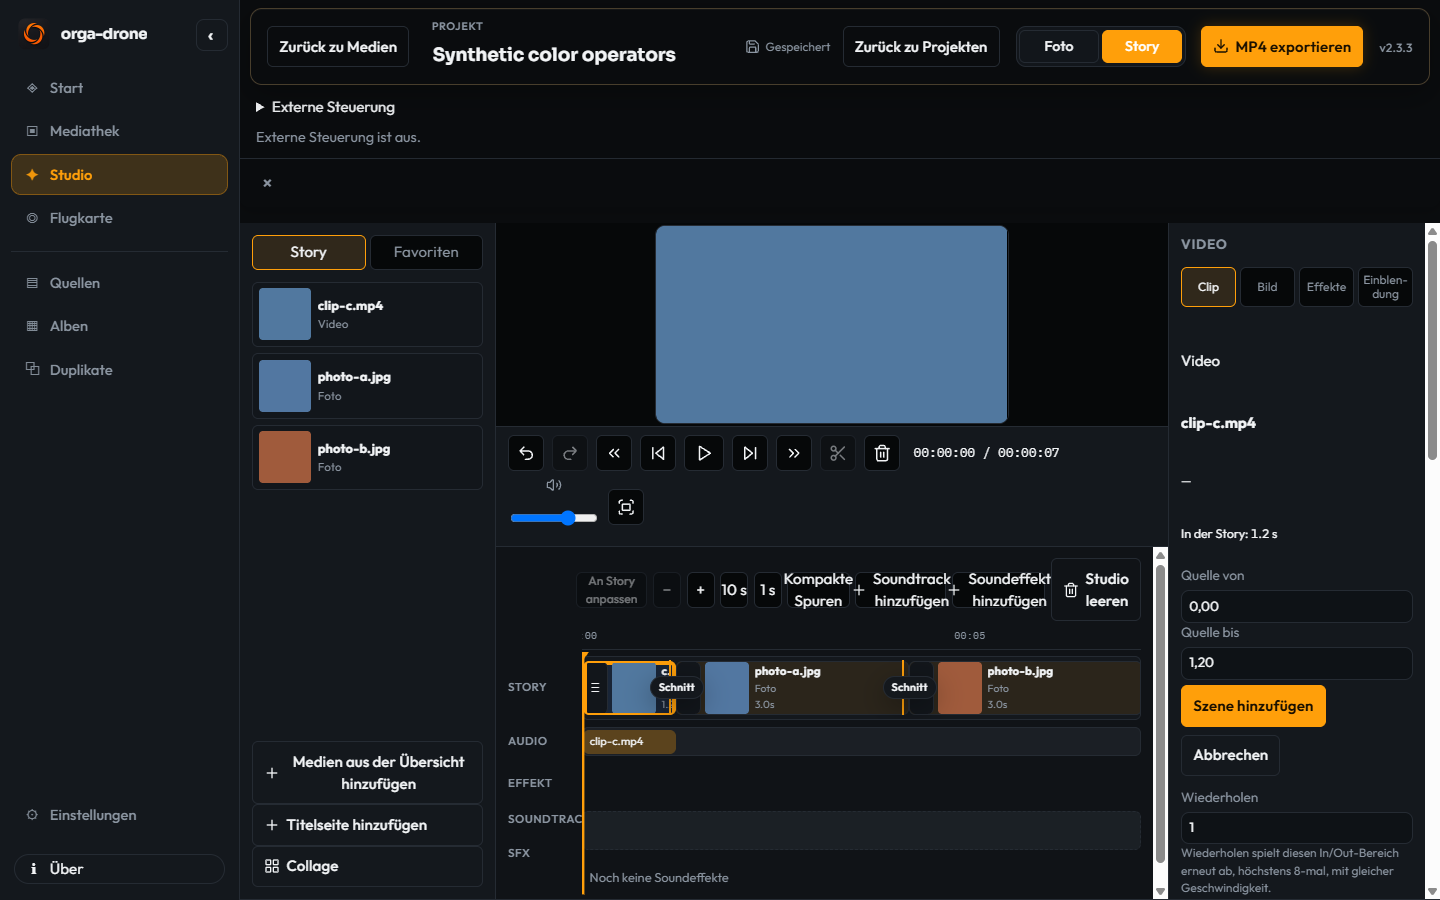 orga-drone
Start
Mediathek
Studio
Flugkarte
Quellen
Alben
Duplikate
Einstellungen
Über
Zurück zu Medien
PROJEKT
Synthetic color operators
Gespeichert
Zurück zu Projekten
Foto
Story
MP4 exportieren
v2.3.3
Externe Steuerung
Externe Steuerung ist aus.
Story
Favoriten
clip-c.mp4
Video
photo-a.jpg
Foto
photo-b.jpg
Foto
Medien aus der Übersicht
hinzufügen
Titelseite hinzufügen
Collage
00:00:00 / 00:00:07
An Story
anpassen
10 s
1 s
Kompakte
Spuren
Soundtrack
hinzufügen
Soundeffekt
hinzufügen
Studio
leeren
00
00:05
STORY
c.
1.
Schnitt
photo-a.jpg
Foto
3.0s
Schnitt
photo-b.jpg
Foto
3.0s
AUDIO
clip-c.mp4
EFFEKT
SOUNDTRAC
SFX
Noch keine Soundeffekte
VIDEO
Clip
Bild
Effekte
Einblen-
dung
Video
clip-c.mp4
—
In der Story: 1.2 s
Quelle von
0,00
Quelle bis
1,20
Szene hinzufügen
Abbrechen
Wiederholen
1
Wiederholen spielt diesen In/Out-Bereich
erneut ab, höchstens 8-mal, mit gleicher
Geschwindigkeit.